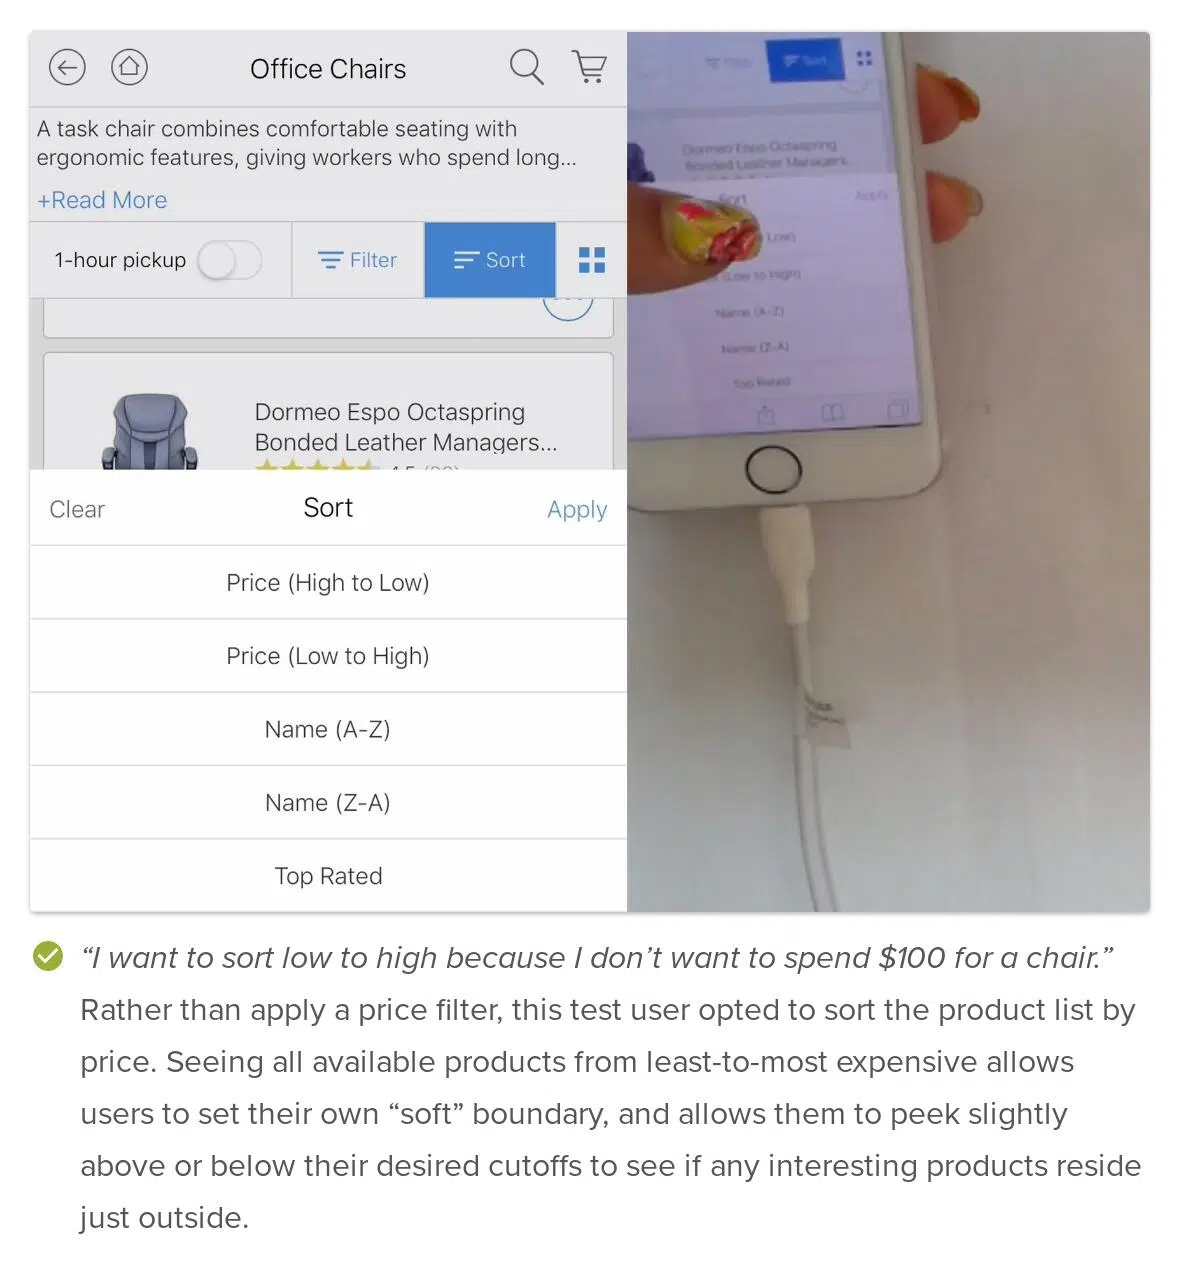 Office Chairs
A task chair combines comfortable seating with
ergonomic features, giving workers who spend long...
+Read More
1-hour pickup
Filter
Sort
Dormeo Espo Octaspring
Bonded Leather Managers...
Clear
Sort
Apply
Price (High to Low)
Price (Low to High)
Name (A-Z)
Name (Z-A)
Top Rated
Filter
Sort
Dormeo Espo Octaspring
Bonded Leather Managers...
Sort
Apply
Low)
(Low to High)
Name (A-Z)
Name (Z-A)
Top Rated
“I want to sort low to high because I don’t want to spend $100 for a chair.”
Rather than apply a price filter, this test user opted to sort the product list by
price. Seeing all available products from least-to-most expensive allows
users to set their own “soft” boundary, and allows them to peek slightly
above or below their desired cutoffs to see if any interesting products reside
just outside.